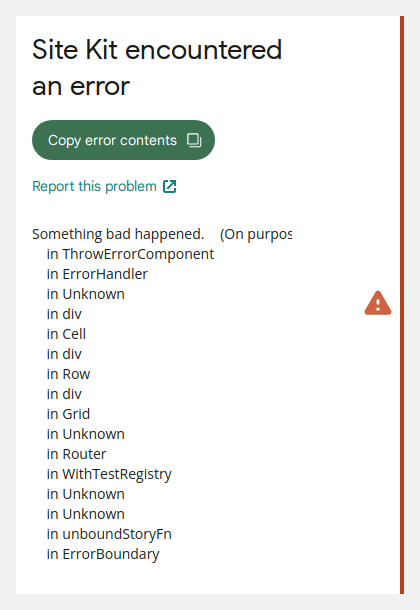 Site Kit encountered
an error
Copy error contents
Report this problem
Something bad happened. (On purpos
in ThrowErrorComponent
in ErrorHandler
in Unknown
in div
in Cell
in div
in Row
in div
in Grid
in Unknown
in Router
in WithTestRegistry
in Unknown
in Unknown
in unboundStoryFn
in ErrorBoundary